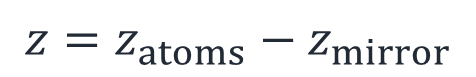 z = z_atoms − z_mirror